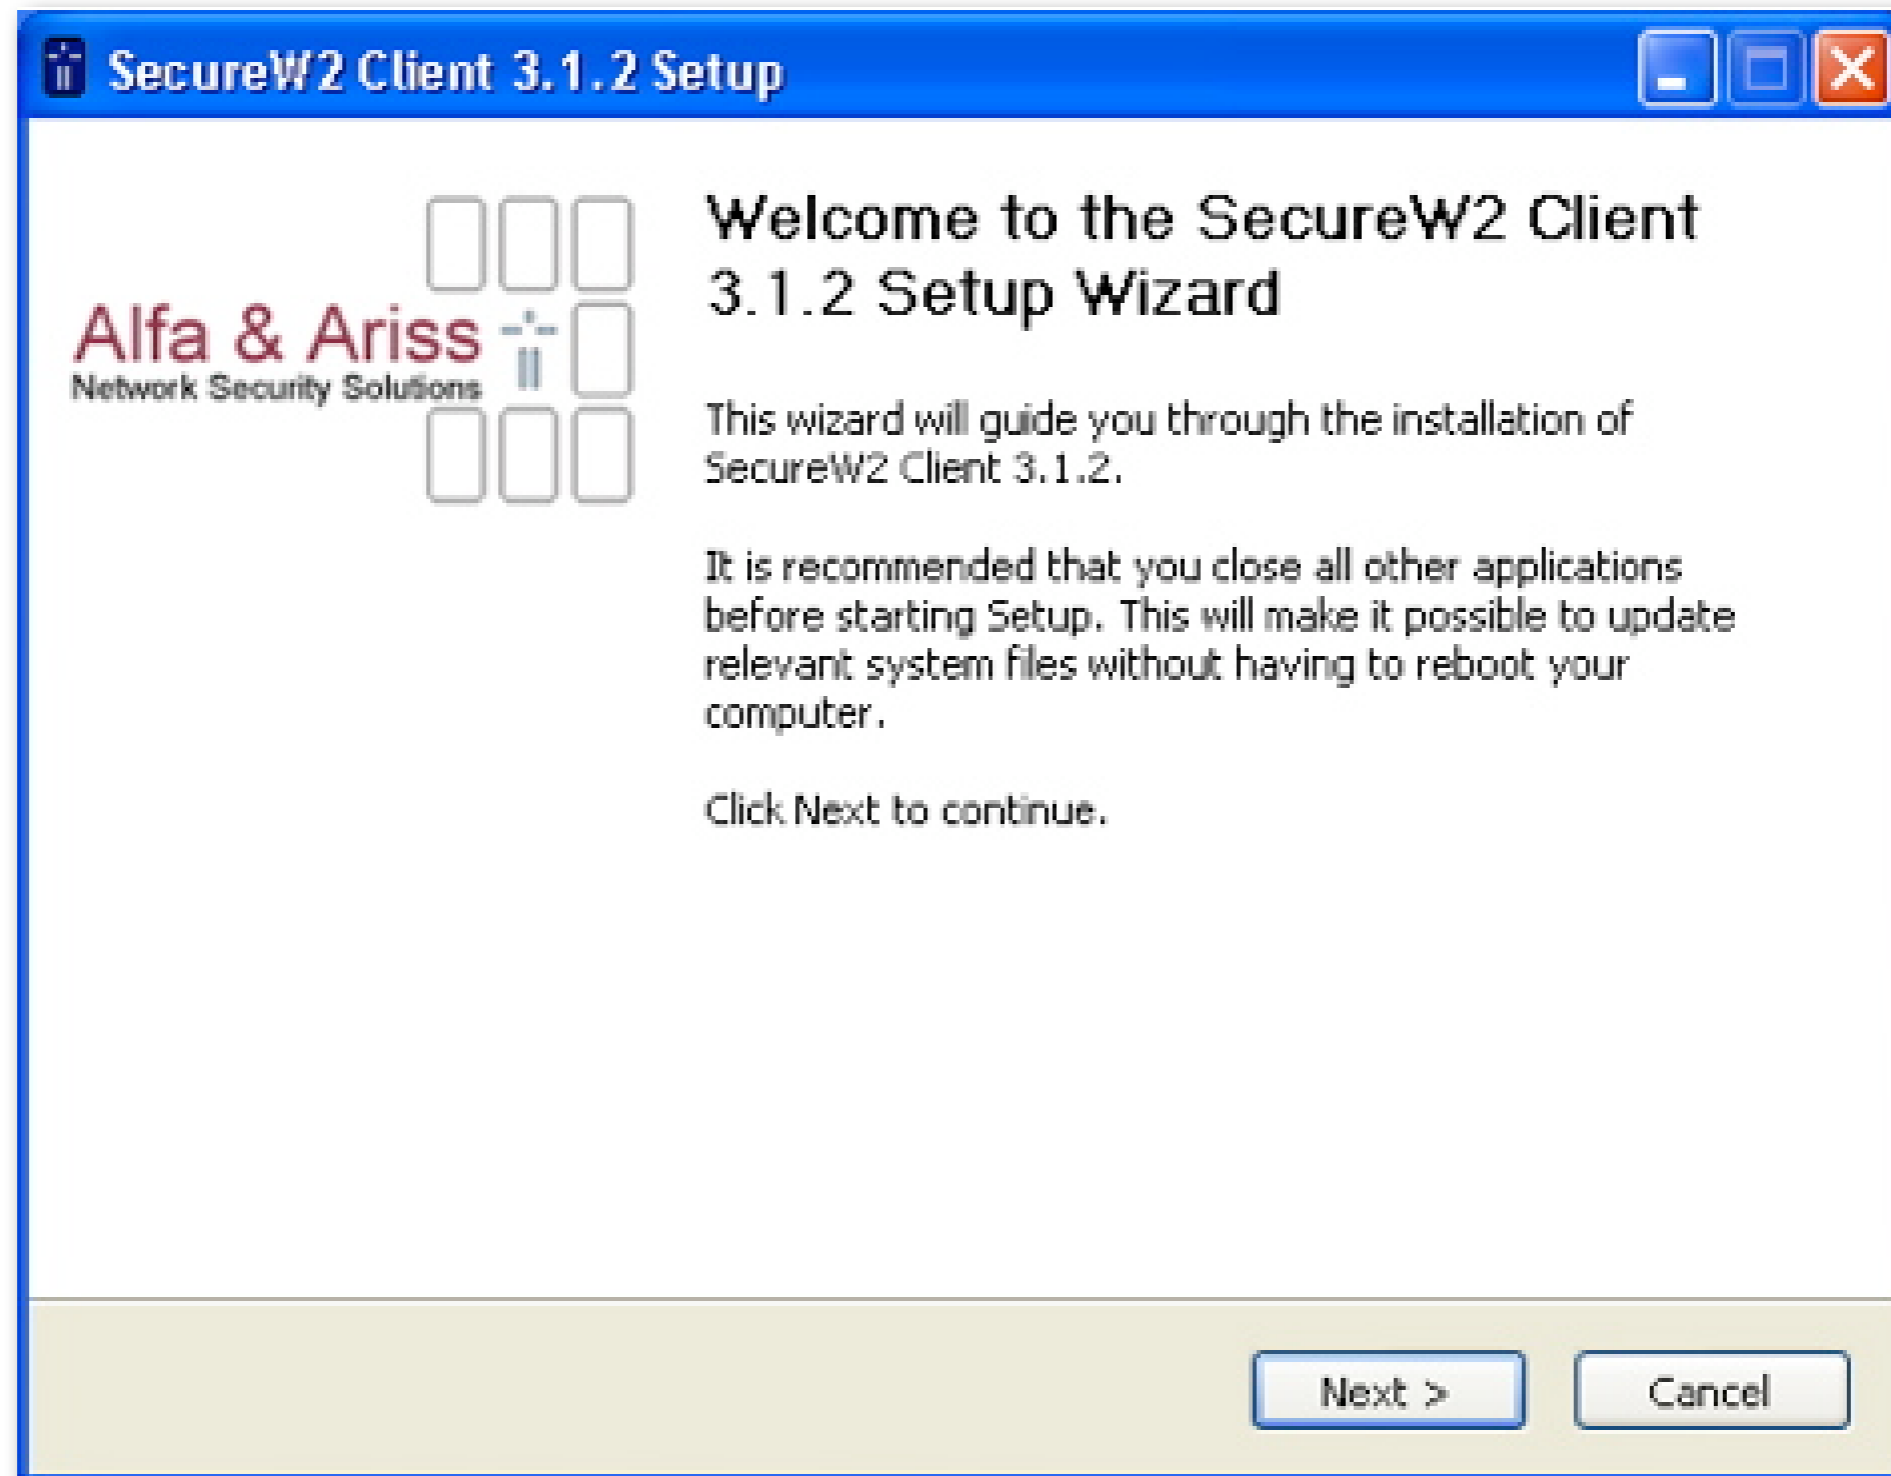 SecureW2 Client 3.1.2 Setup
Alfa & Ariss
Network Security Solutions
Welcome to the SecureW2 Client
3.1.2 Setup Wizard
This wizard will guide you through the installation of
SecureW2 Client 3.1.2.
It is recommended that you close all other applications
before starting Setup. This will make it possible to update
relevant system files without having to reboot your
computer.
Click Next to continue.
Next >
Cancel